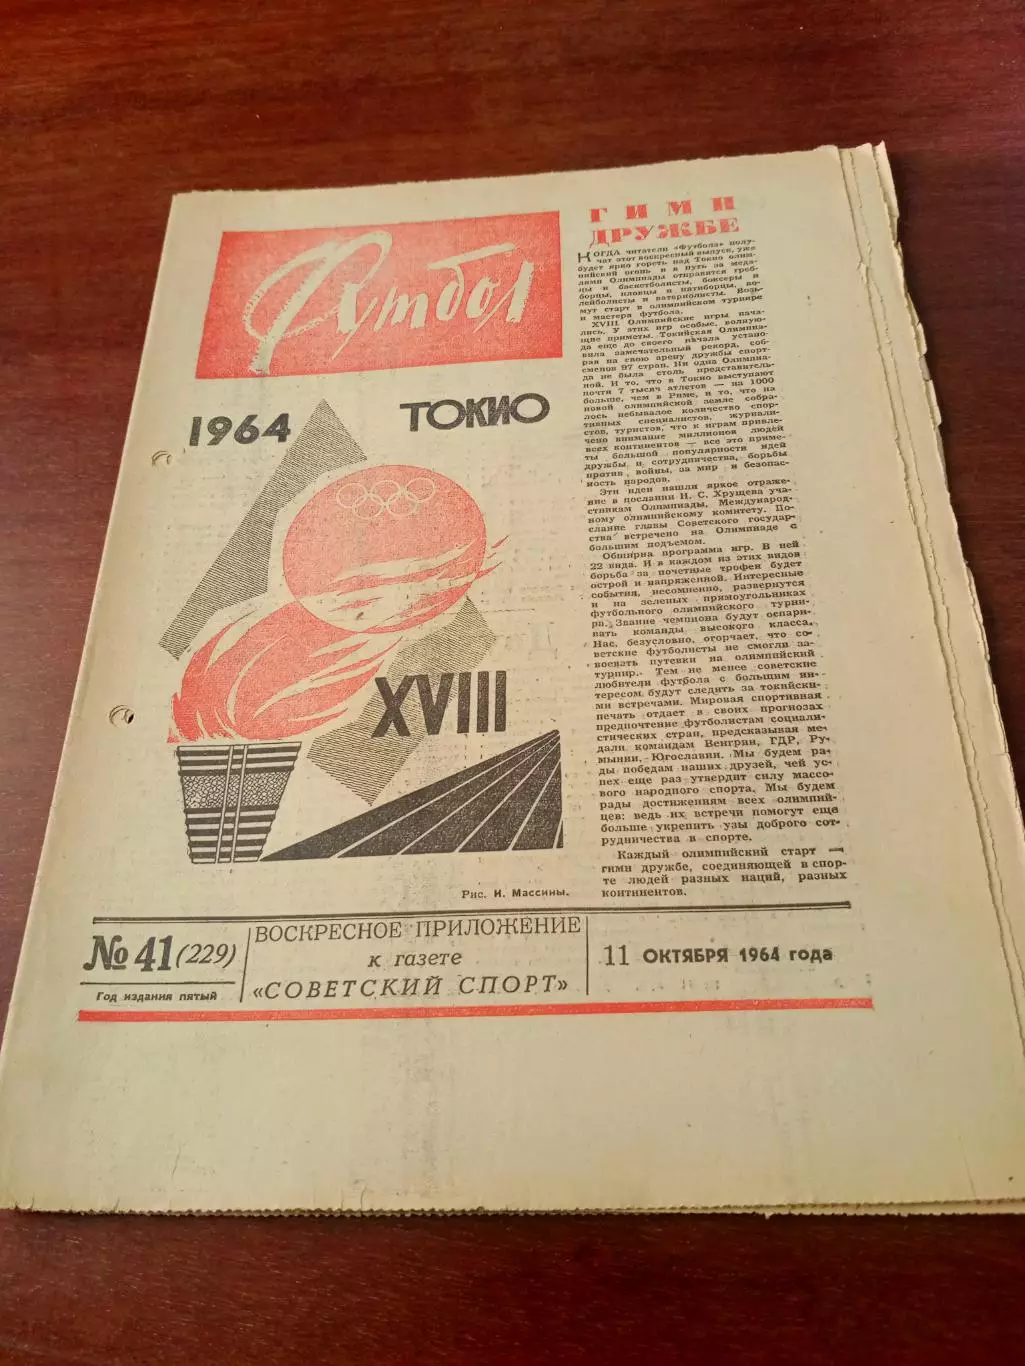 Футбол
1964 ТОКИО
XVIII
Рис. И. Массины.
ГИМН
ДРУЖБЕ
КОГДА читатели «Футбола» полу-
чат этот воскресный выпуск, уже
будет ярко гореть над Токио олим-
пийский огонь и в путь за меда-
лями Олимпиады отправятся греб-
цы и баскетболисты, боксеры и
борцы, пловцы и пятиборцы, во-
лейболисты и ватерполисты. Возь-
мут старт в олимпийском турнире
и мастера футбола.
XVIII Олимпийские игры нача-
лись. У этих игр особые, волную-
щие приметы. Токийская Олимпиа-
да еще до своего начала устано-
вила замечательный рекорд, соб-
рав на свою арену дружбы спорт-
сменов 97 стран. Ни одна Олимпиа-
да не была столь представитель-
ной. И то, что в Токио выступают
почти 7 тысяч атлетов — на 1000
больше, чем в Риме, и то, что на
новой олимпийской земле собра-
лось небывалое количество спор-
тивных специалистов, журнали-
стов, туристов, что к играм привле-
чено внимание миллионов людей
всех континентов — все это приме-
ты большой популярности идей
дружбы и сотрудничества, борьбы
против войны, за мир и безопас-
ность народов.
Эти идеи нашли яркое отраже-
ние в послании Н. С. Хрущева уча-
стникам Олимпиады, Международ-
ному олимпийскому комитету. По-
слание главы Советского государ-
ства встречено на Олимпиаде с
большим подъемом.
Обширна программа игр. В ней
22 вида. И в каждом из этих видов
борьба за почетные трофеи будет
острой и напряженной. Интересные
события, несомненно, развернутся
и на зеленых прямоугольниках
футбольного олимпийского турни-
ра. Звание чемпиона будут оспари-
вать команды высокого класса.
Нас, безусловно, огорчает, что со-
ветские футболисты не смогли за-
воевать путевки на олимпийский
турнир. Тем не менее советские
любители футбола с большим ин-
тересом будут следить за токийски-
ми встречами. Мировая спортивная
печать отдает в своих прогнозах
предпочтение футболистам социали-
стических стран, предсказывая ме-
дали командам Венгрии, ГДР, Ру-
мынии, Югославии. Мы будем ра-
ды победам наших друзей, чей ус-
пех еще раз утвердит силу массо-
вого народного спорта. Мы будем
рады достижениям всех олимпий-
цев: ведь их встречи помогут еще
больше укрепить узы доброго сот-
рудничества в спорте.
Каждый олимпийский старт —
гимн дружбе, соединяющей в спор-
те людей разных наций, разных
континентов.
№ 41 (229)
Год издания пятый
ВОСКРЕСНОЕ ПРИЛОЖЕНИЕ
к газете
«СОВЕТСКИЙ СПОРТ»
11 ОКТЯБРЯ 1964 года